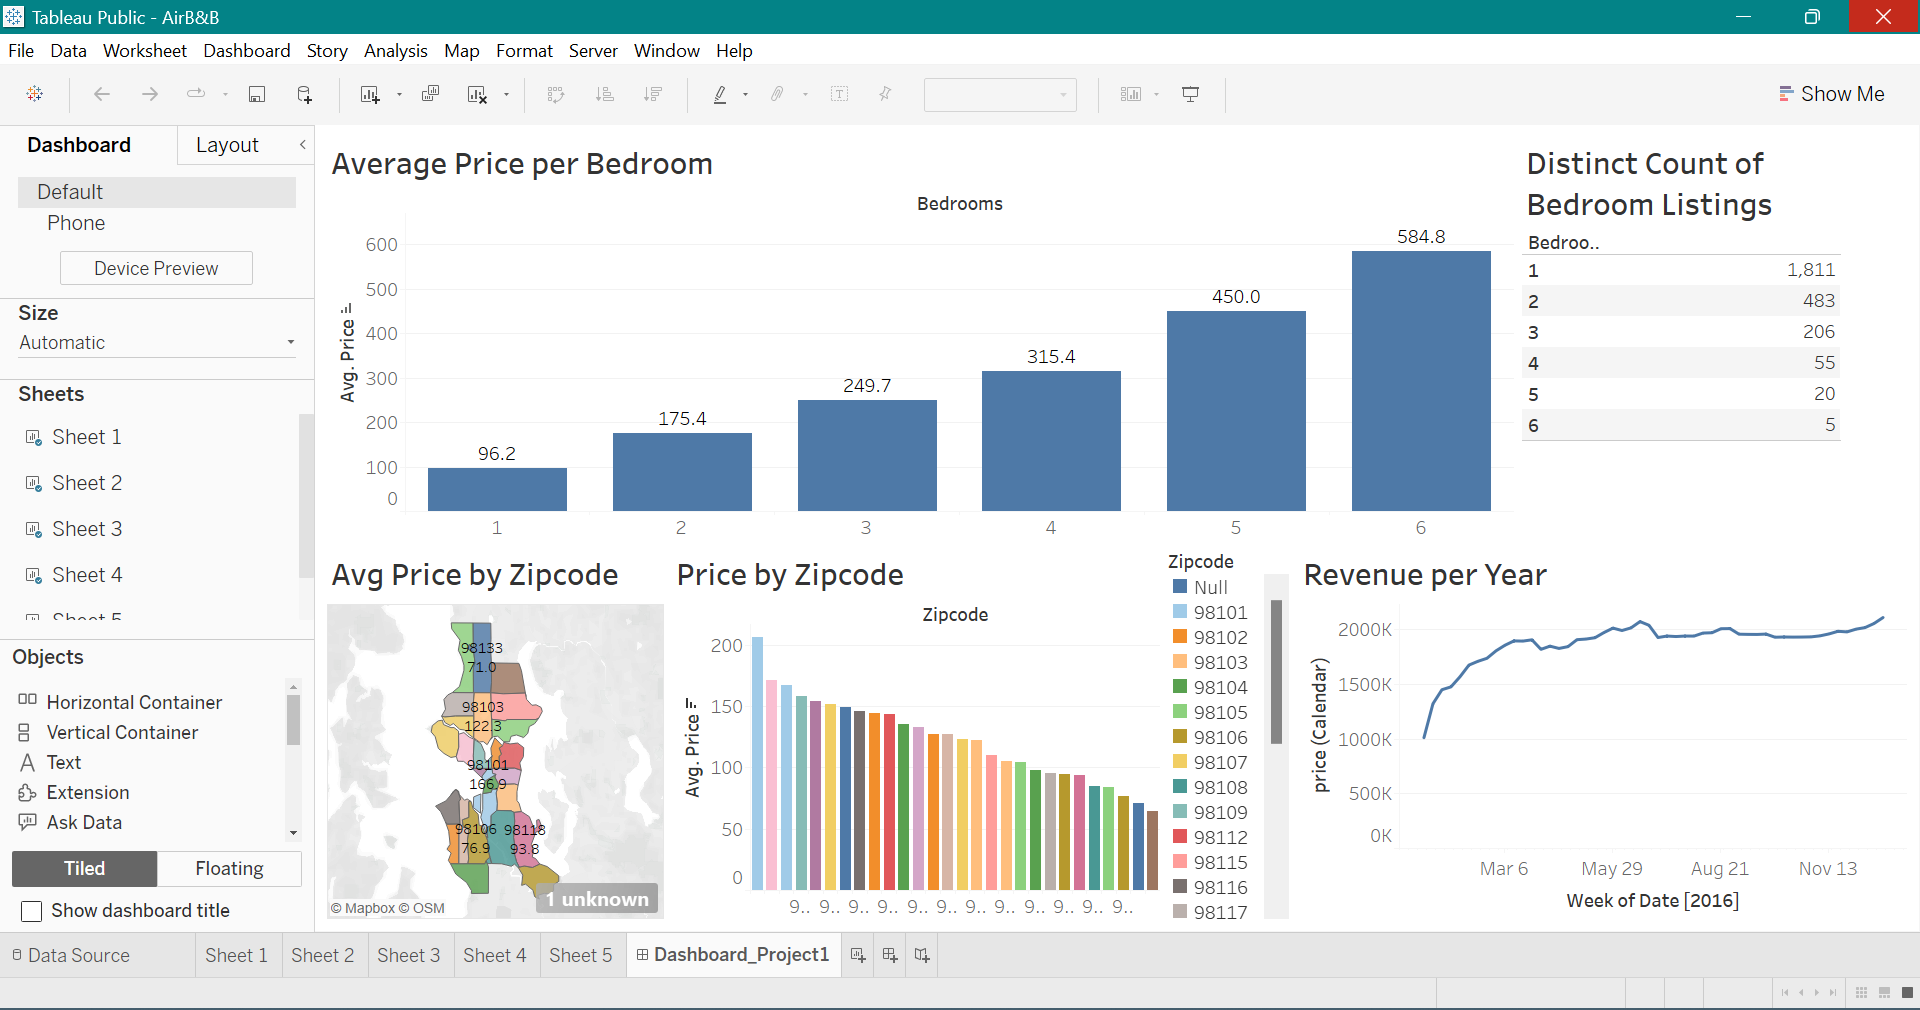 Tableau Public - AirB&B
File Data Worksheet Dashboard Story Analysis Map Format Server Window Help
Show Me
Dashboard
Layout
Default
Phone
Device Preview
Size
Automatic
Sheets
Sheet 1
Sheet 2
Sheet 3
Sheet 4
Sheet 5
Objects
Horizontal Container
Vertical Container
Text
Extension
Ask Data
Tiled
Floating
Show dashboard title
Average Price per Bedroom
Bedrooms
Avg. Price
600
500
400
300
200
100
0
96.2
175.4
249.7
315.4
450.0
584.8
1 2 3 4 5 6
Distinct Count of
Bedroom Listings
Bedroo..
1 1,811
2 483
3 206
4 55
5 20
6 5
Avg Price by Zipcode
98133
71.0
98103
122.3
98101
166.9
98106
76.9
98118
93.8
1 unknown
© Mapbox © OSM
Price by Zipcode
Zipcode
Avg. Price
200
150
100
50
0
9.. 9.. 9.. 9.. 9.. 9.. 9.. 9.. 9.. 9.. 9.. 9..
Zipcode
Null
98101
98102
98103
98104
98105
98106
98107
98108
98109
98112
98115
98116
98117
Revenue per Year
price (Calendar)
2000K
1500K
1000K
500K
0K
Mar 6 May 29 Aug 21 Nov 13
Week of Date [2016]
Data Source Sheet 1 Sheet 2 Sheet 3 Sheet 4 Sheet 5 Dashboard_Project1